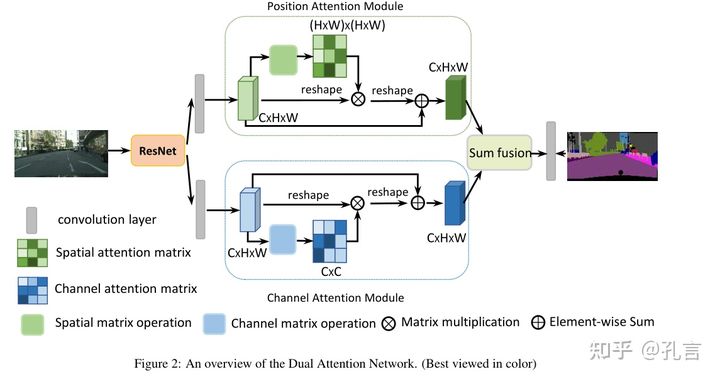 Position Attention Module
(HxW)x(HxW)
CxHxW
reshape
reshape
CxHxW
ResNet
Sum fusion
reshape
reshape
CxHxW
CxHxW
CxC
Channel Attention Module
convolution layer
Spatial attention matrix
Channel attention matrix
Spatial matrix operation
Channel matrix operation
Matrix multiplication
Element-wise Sum
Figure 2: An overview of the Dual Attention Network. (Best viewed in color)
知乎 @孔言